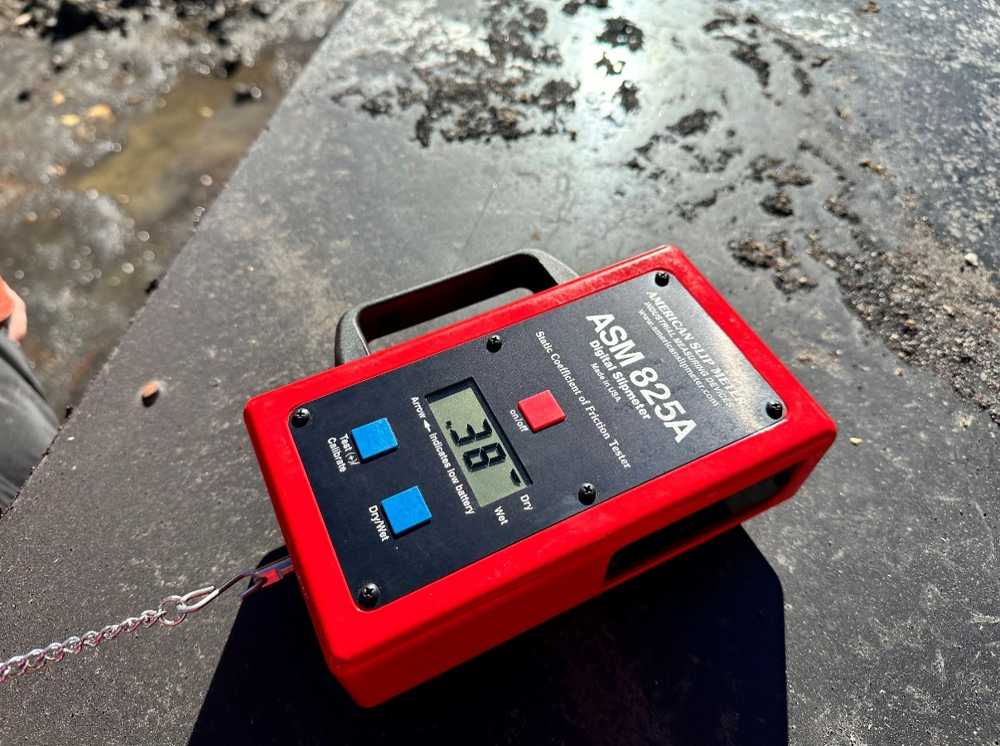 AMERICAN SLIP METER
INDUSTRIAL MEASURING DEVICES
www.americanslipmeter.com
ASM 825A
Digital Slipmeter
Made in USA
Static Coefficient of Friction Tester
on/off
.38
Dry
Wet
Arrow ◄ Indicates low battery
Test (+)/
Calibrate
Dry/Wet